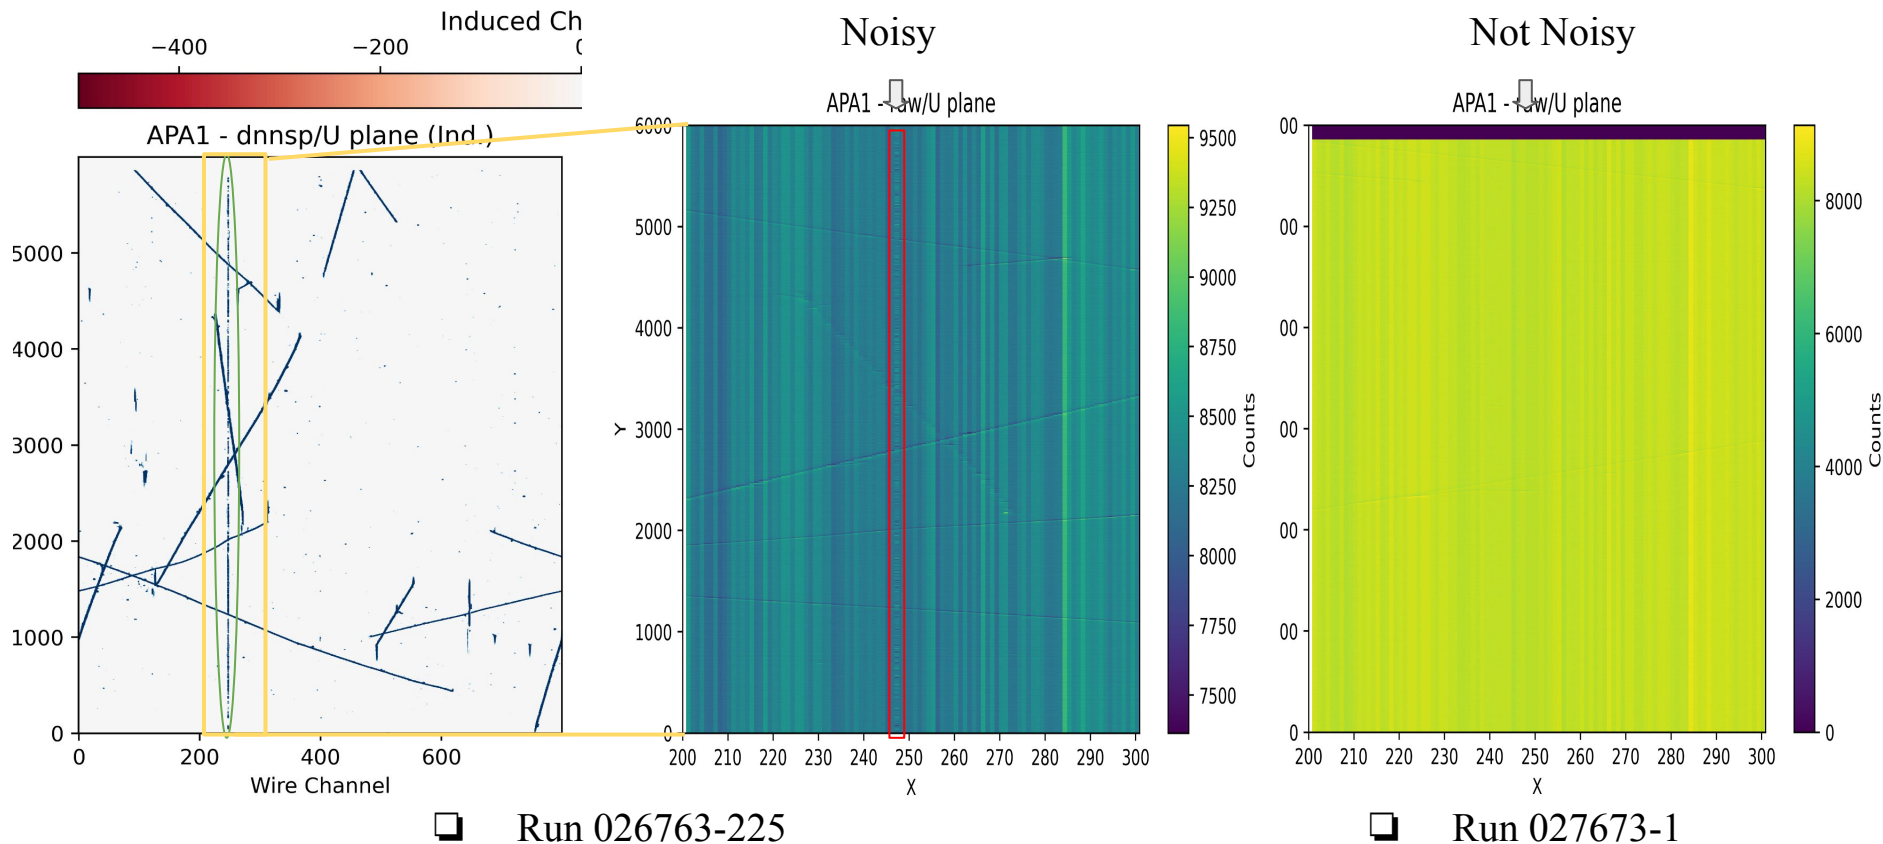 Induced Ch
−400 −200 0
APA1 - dnnsp/U plane (Ind.)
5000
4000
3000
2000
1000
0
0 200 400 600
Wire Channel
Noisy
APA1 - raw/U plane
6000
5000
4000
3000
2000
1000
0
Y
200 210 220 230 240 250 260 270 280 290 300
X
9500
9250
9000
8750
8500
8250
8000
7750
7500
Counts
Run 026763-225
Not Noisy
APA1 - raw/U plane
00
00
00
00
00
00
0
200 210 220 230 240 250 260 270 280 290 300
X
8000
6000
4000
2000
0
Counts
Run 027673-1